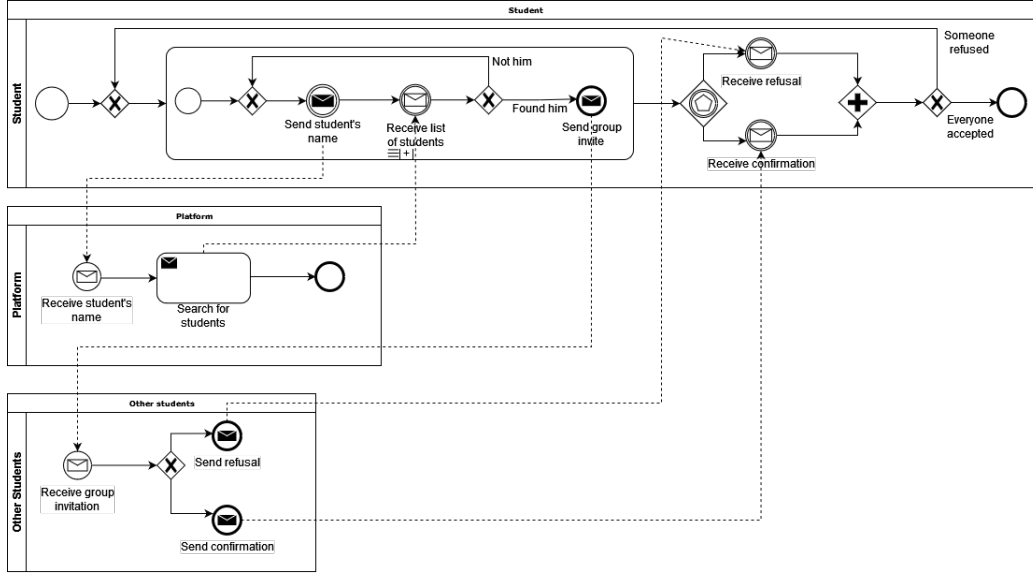 Student
Student
Someone
refused
Not him
Found him
Send student's
name
Receive list
of students
Send group
invite
Receive refusal
Receive confirmation
Everyone
accepted
Platform
Platform
Receive student's
name
Search for
students
Other students
Other Students
Receive group
invitation
Send refusal
Send confirmation